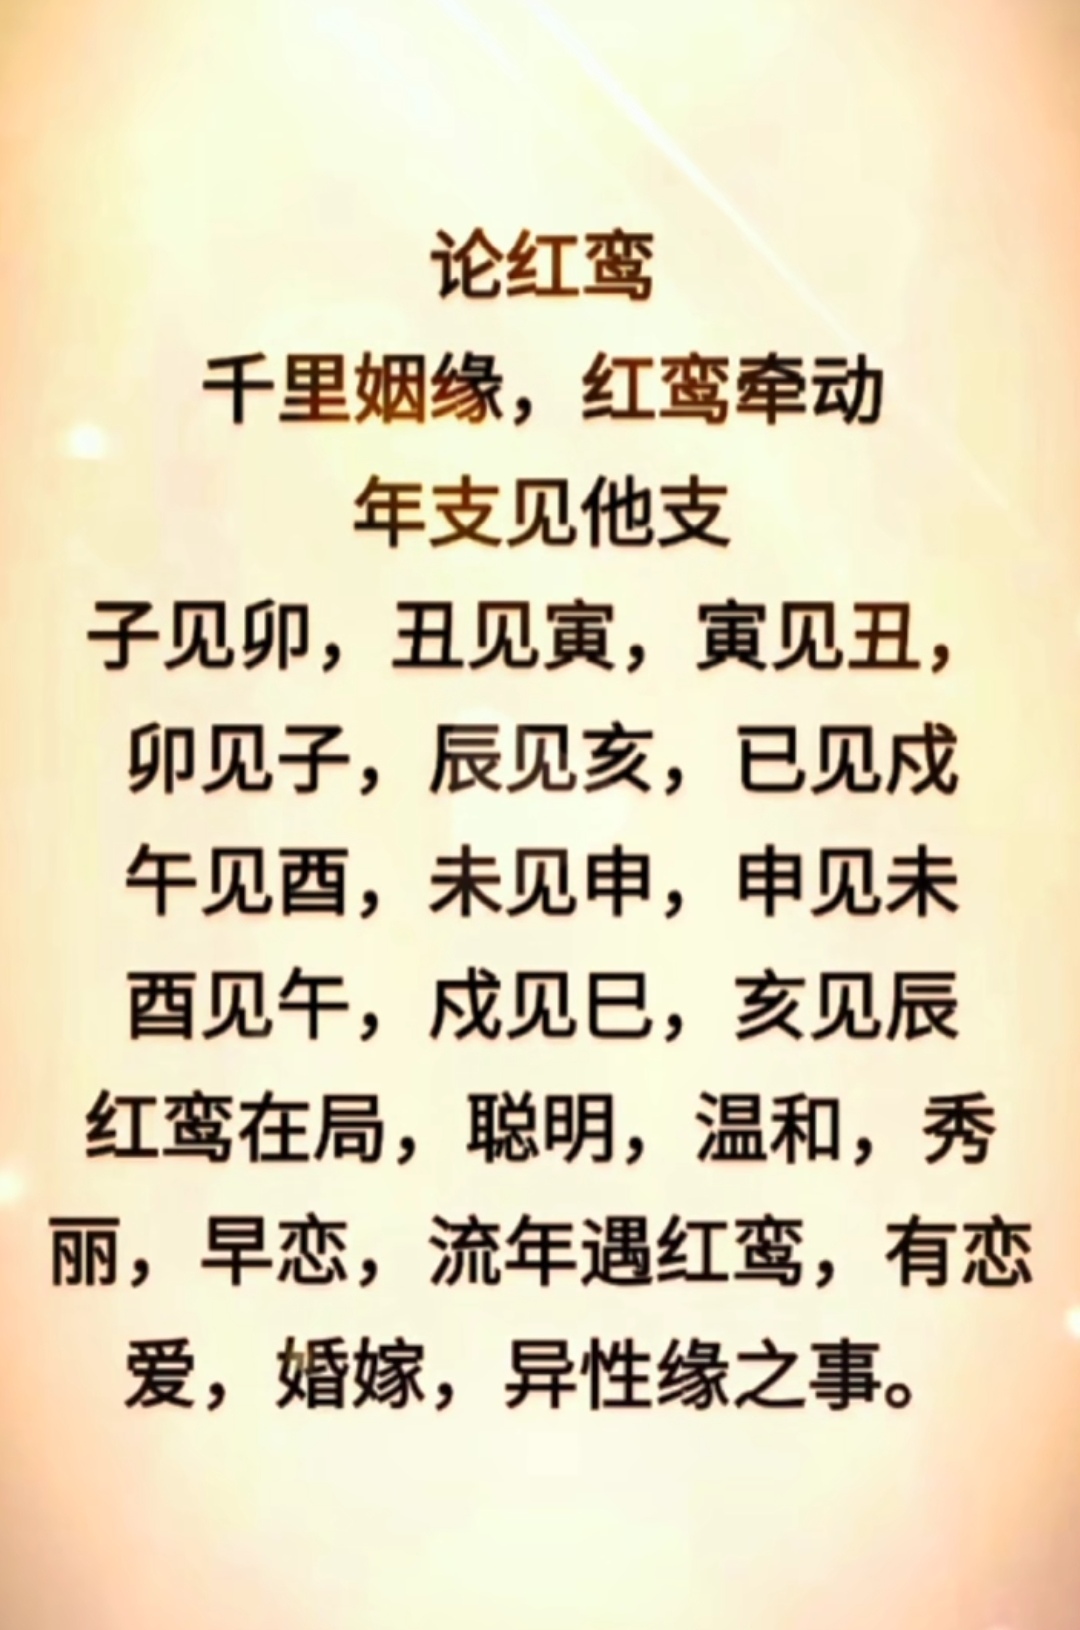 论红鸾
千里姻缘，红鸾牵动
年支见他支
子见卯，丑见寅，寅见丑，
卯见子，辰见亥，已见戍
午见酉，未见申，申见未
酉见午，戍见巳，亥见辰
红鸾在局，聪明，温和，秀
丽，早恋，流年遇红鸾，有恋
爱，婚嫁，异性缘之事。